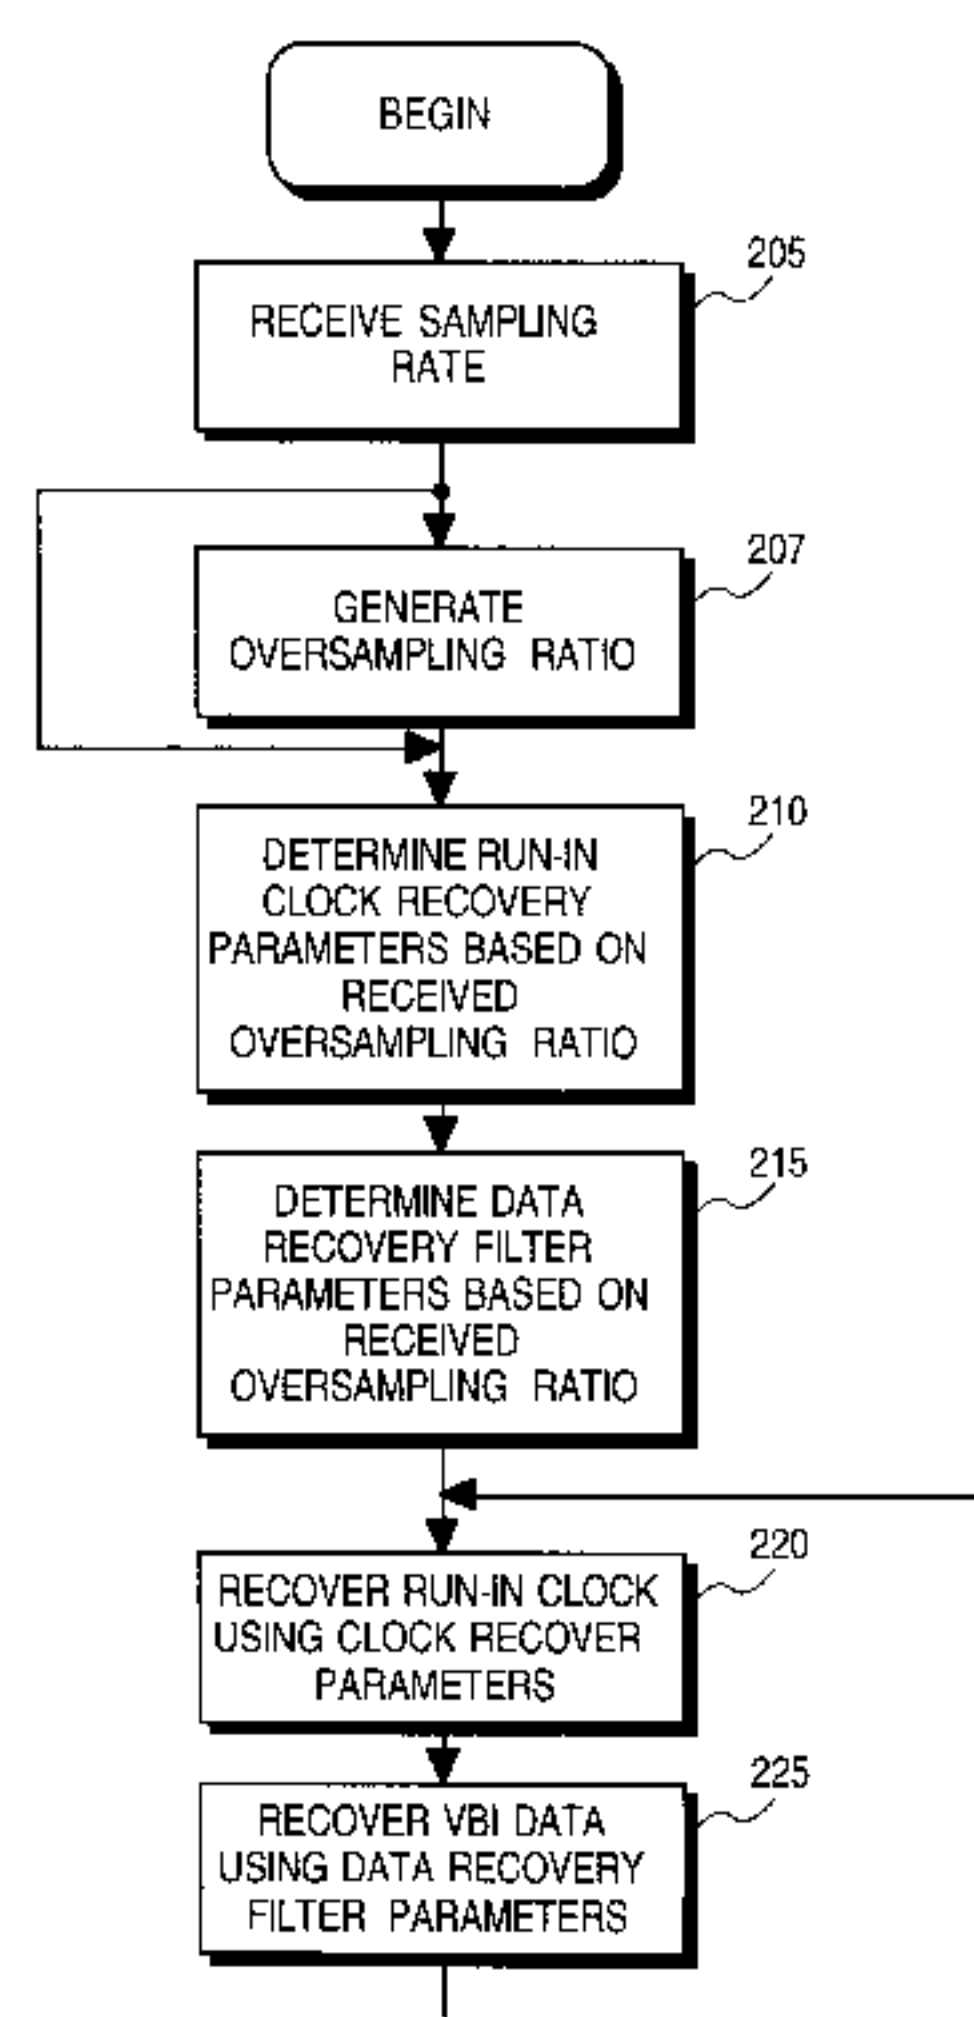 BEGIN
205
RECEIVE SAMPLING
RATE
207
GENERATE
OVERSAMPLING RATIO
210
DETERMINE RUN-IN
CLOCK RECOVERY
PARAMETERS BASED ON
RECEIVED
OVERSAMPLING RATIO
215
DETERMINE DATA
RECOVERY FILTER
PARAMETERS BASED ON
RECEIVED
OVERSAMPLING RATIO
220
RECOVER RUN-IN CLOCK
USING CLOCK RECOVER
PARAMETERS
225
RECOVER VBI DATA
USING DATA RECOVERY
FILTER PARAMETERS